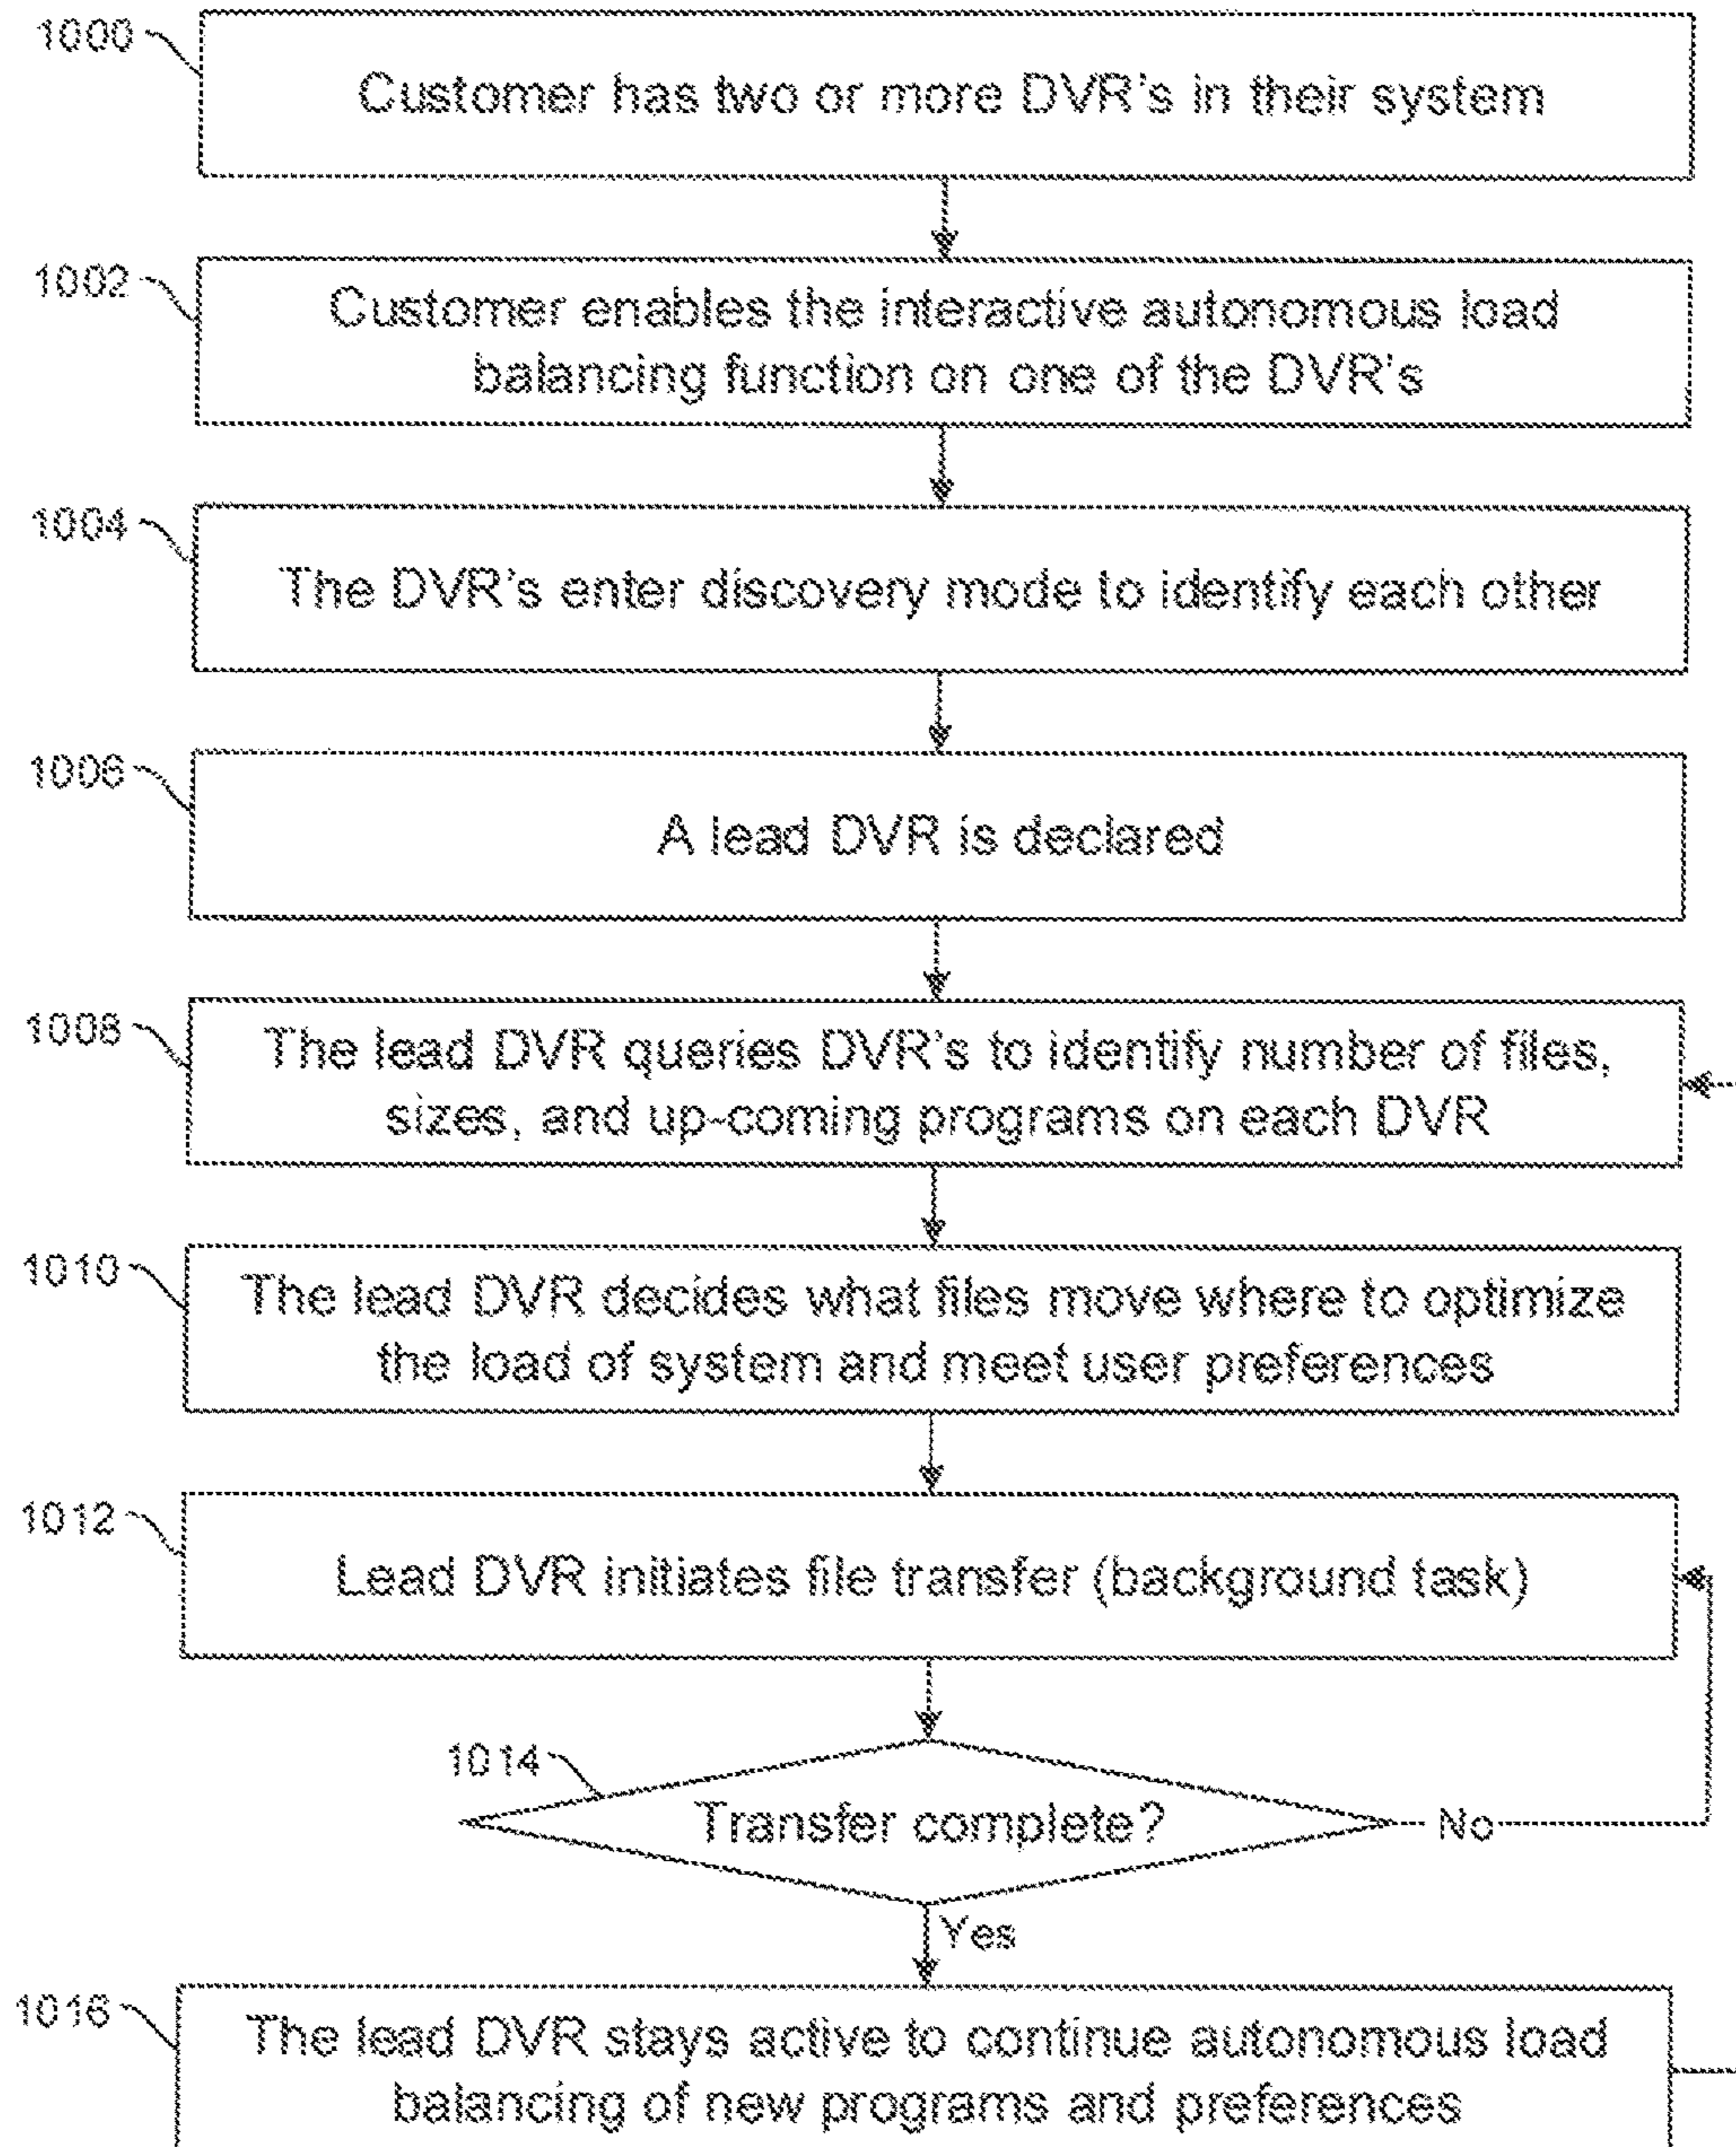 1000
Customer has two or more DVR's in their system
1002
Customer enables the interactive autonomous load
balancing function on one of the DVR's
1004
The DVR's enter discovery mode to identify each other
1006
A lead DVR is declared
1008
The lead DVR queries DVR's to identify number of files,
sizes, and up-coming programs on each DVR
1010
The lead DVR decides what files move where to optimize
the load of system and meet user preferences
1012
Lead DVR initiates file transfer (background task)
1014
Transfer complete?
No
Yes
1016
The lead DVR stays active to continue autonomous load
balancing of new programs and preferences